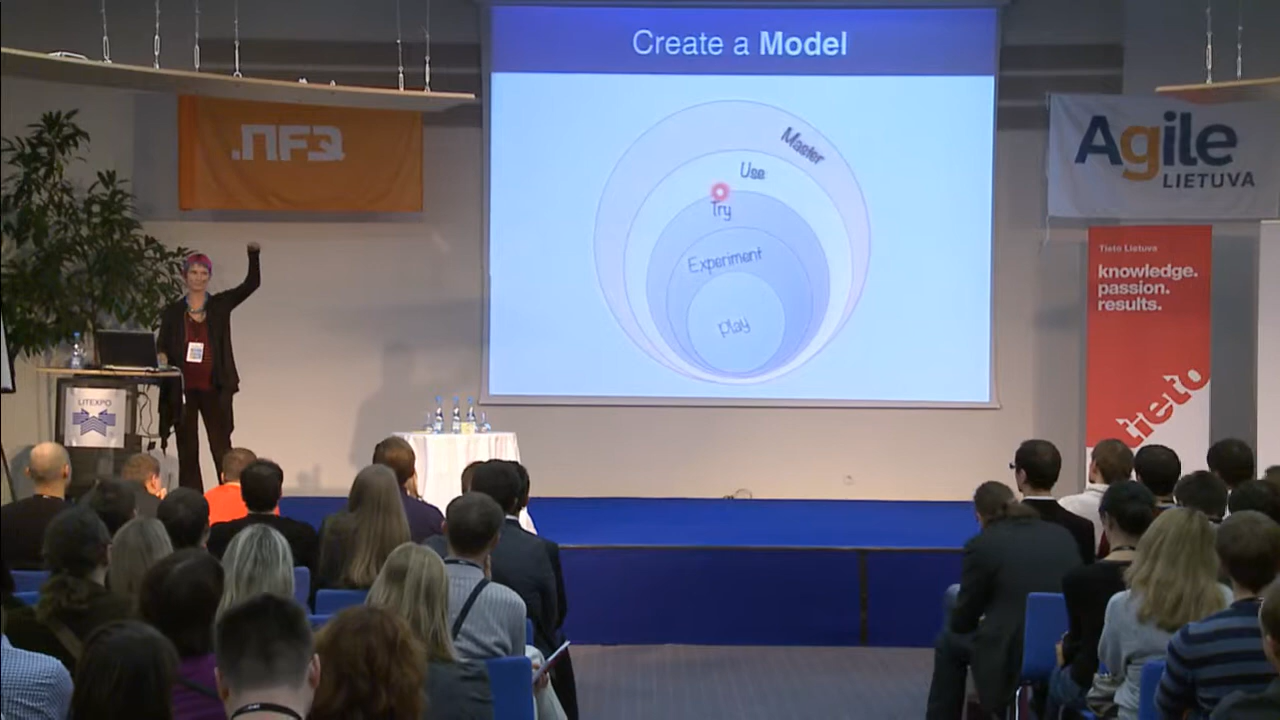 Create a Model
Master
Use
Try
Experiment
play
.NFQ
Agile
LIETUVA
Tieto Lietuva
knowledge.
passion.
results.
tieto
LITEXPO